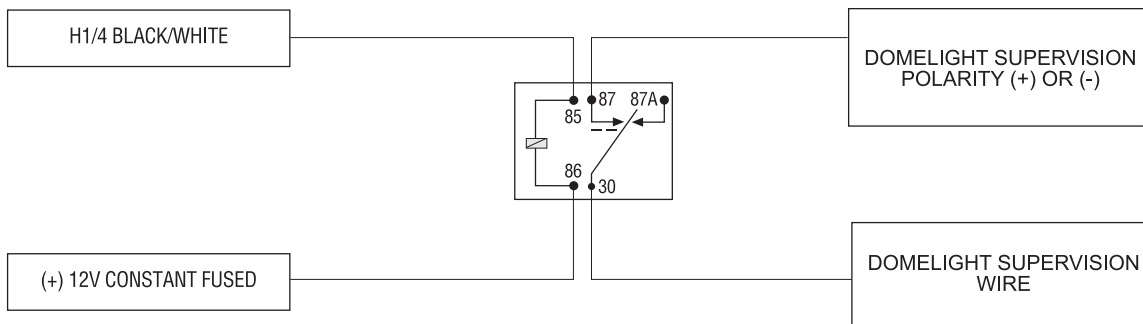 H1/4 BLACK/WHITE
DOMELIGHT SUPERVISION
POLARITY (+) OR (-)
87
87A
85
86
30
(+) 12V CONSTANT FUSED
DOMELIGHT SUPERVISION
WIRE